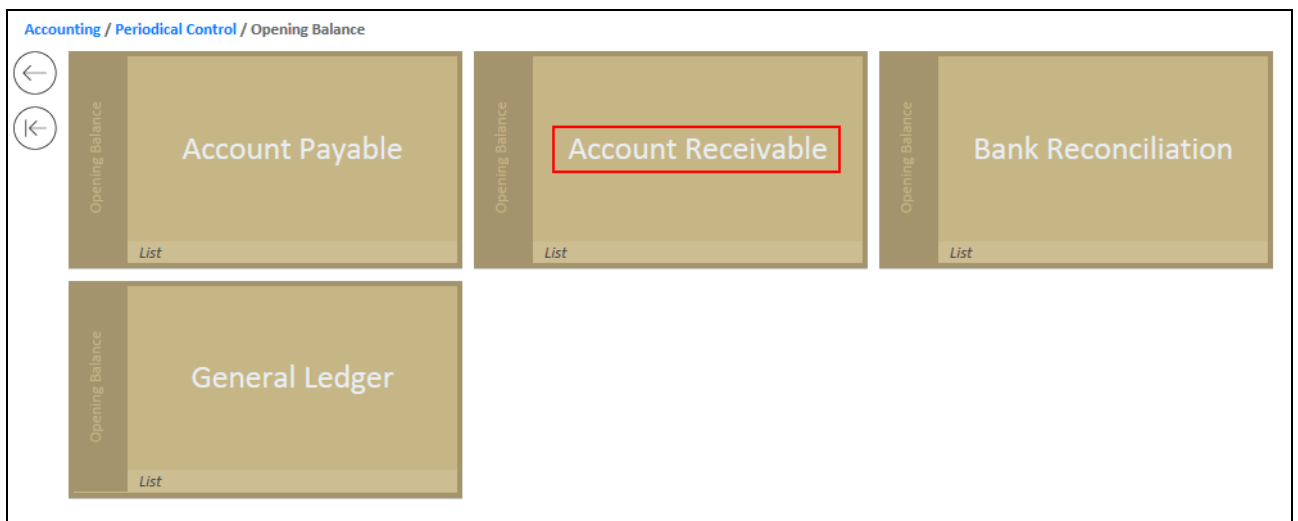 Accounting / Periodical Control / Opening Balance
Opening Balance
Account Payable
List
Opening Balance
Account Receivable
List
Opening Balance
Bank Reconciliation
List
Opening Balance
General Ledger
List